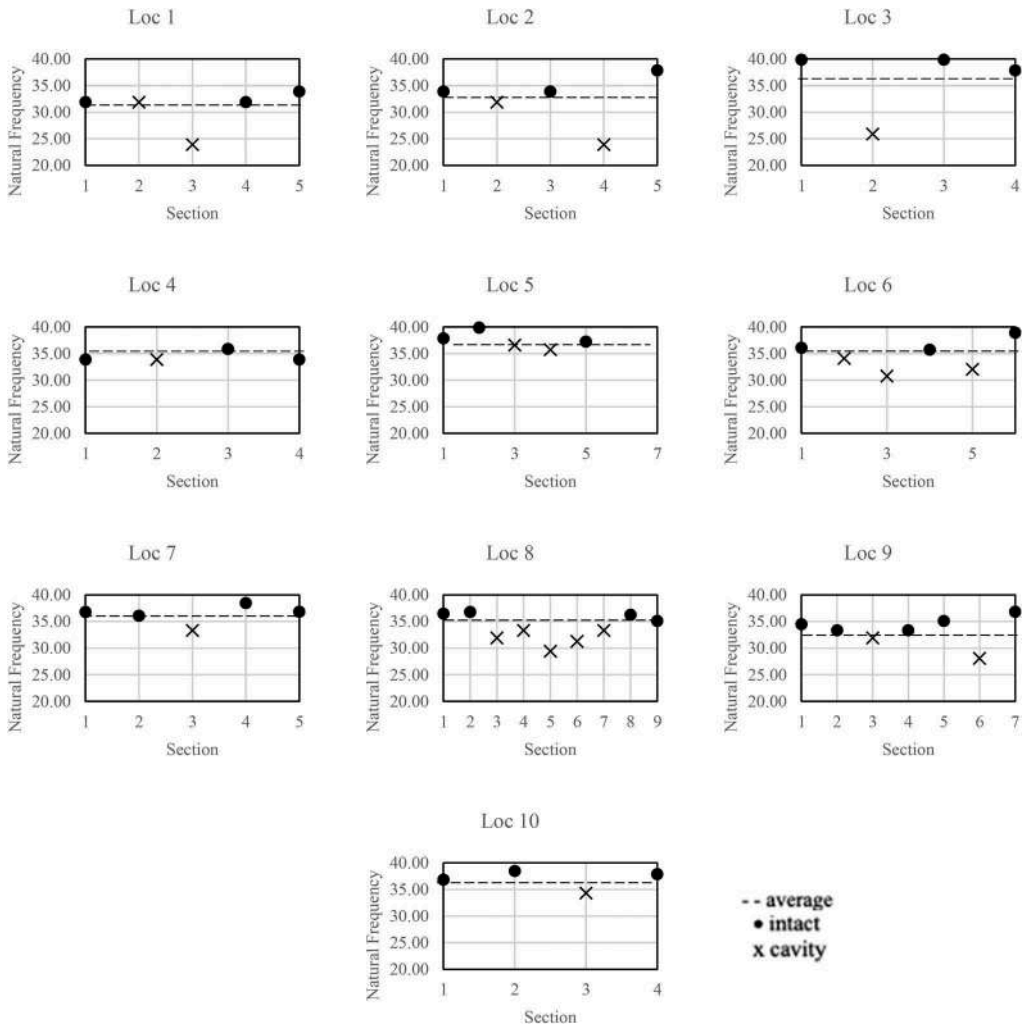 Loc 1
Natural Frequency
40.00
35.00
30.00
25.00
20.00
1 2 3 4 5
Section
Loc 2
Natural Frequency
40.00
35.00
30.00
25.00
20.00
1 2 3 4 5
Section
Loc 3
Natural Frequency
40.00
35.00
30.00
25.00
20.00
1 2 3 4
Section
Loc 4
Natural Frequency
40.00
35.00
30.00
25.00
20.00
1 2 3 4
Section
Loc 5
Natural Frequency
40.00
35.00
30.00
25.00
20.00
1 3 5 7
Section
Loc 6
Natural Frequency
40.00
35.00
30.00
25.00
20.00
1 3 5
Section
Loc 7
Natural Frequency
40.00
35.00
30.00
25.00
20.00
1 2 3 4 5
Section
Loc 8
Natural Frequency
40.00
35.00
30.00
25.00
20.00
1 2 3 4 5 6 7 8 9
Section
Loc 9
Natural Frequency
40.00
35.00
30.00
25.00
20.00
1 2 3 4 5 6 7
Section
Loc 10
Natural Frequency
40.00
35.00
30.00
25.00
20.00
1 2 3 4
Section
-- average
● intact
x cavity